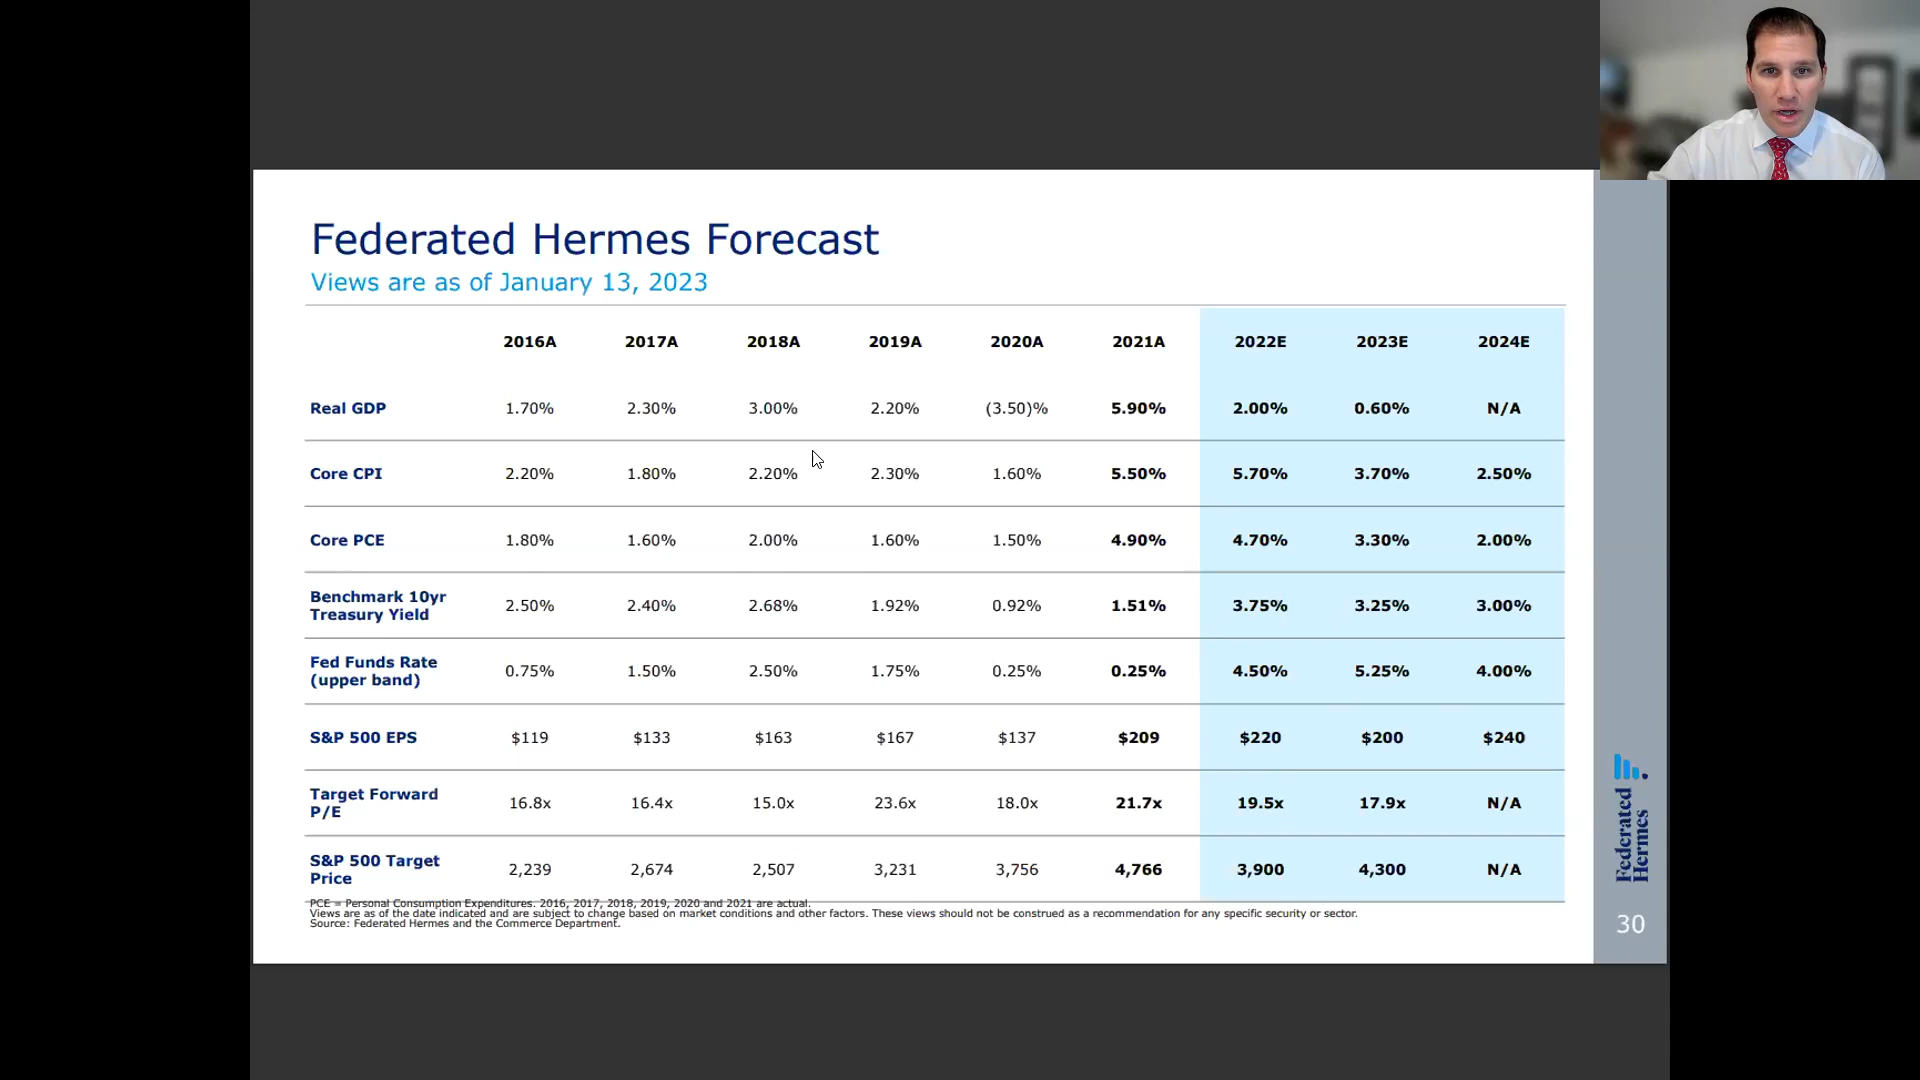 Federated Hermes Forecast
Views are as of January 13, 2023
2016A 2017A 2018A 2019A 2020A 2021A 2022E 2023E 2024E
Real GDP 1.70% 2.30% 3.00% 2.20% (3.50)% 5.90% 2.00% 0.60% N/A
Core CPI 2.20% 1.80% 2.20% 2.30% 1.60% 5.50% 5.70% 3.70% 2.50%
Core PCE 1.80% 1.60% 2.00% 1.60% 1.50% 4.90% 4.70% 3.30% 2.00%
Benchmark 10yr
Treasury Yield 2.50% 2.40% 2.68% 1.92% 0.92% 1.51% 3.75% 3.25% 3.00%
Fed Funds Rate
(upper band) 0.75% 1.50% 2.50% 1.75% 0.25% 0.25% 4.50% 5.25% 4.00%
S&P 500 EPS $119 $133 $163 $167 $137 $209 $220 $200 $240
Target Forward
P/E 16.8x 16.4x 15.0x 23.6x 18.0x 21.7x 19.5x 17.9x N/A
S&P 500 Target
Price 2,239 2,674 2,507 3,231 3,756 4,766 3,900 4,300 N/A
PCE = Personal Consumption Expenditures. 2016, 2017, 2018, 2019, 2020 and 2021 are actual.
Views are as of the date indicated and are subject to change based on market conditions and other factors. These views should not be construed as a recommendation for any specific security or sector.
Source: Federated Hermes and the Commerce Department.
Federated
Hermes
30